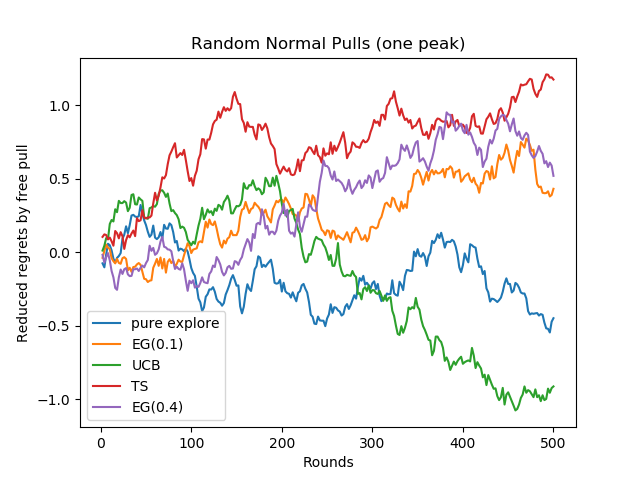 Random Normal Pulls (one peak)
Reduced regrets by free pull
1.0
0.5
0.0
−0.5
−1.0
pure explore
EG(0.1)
UCB
TS
EG(0.4)
0 100 200 300 400 500
Rounds